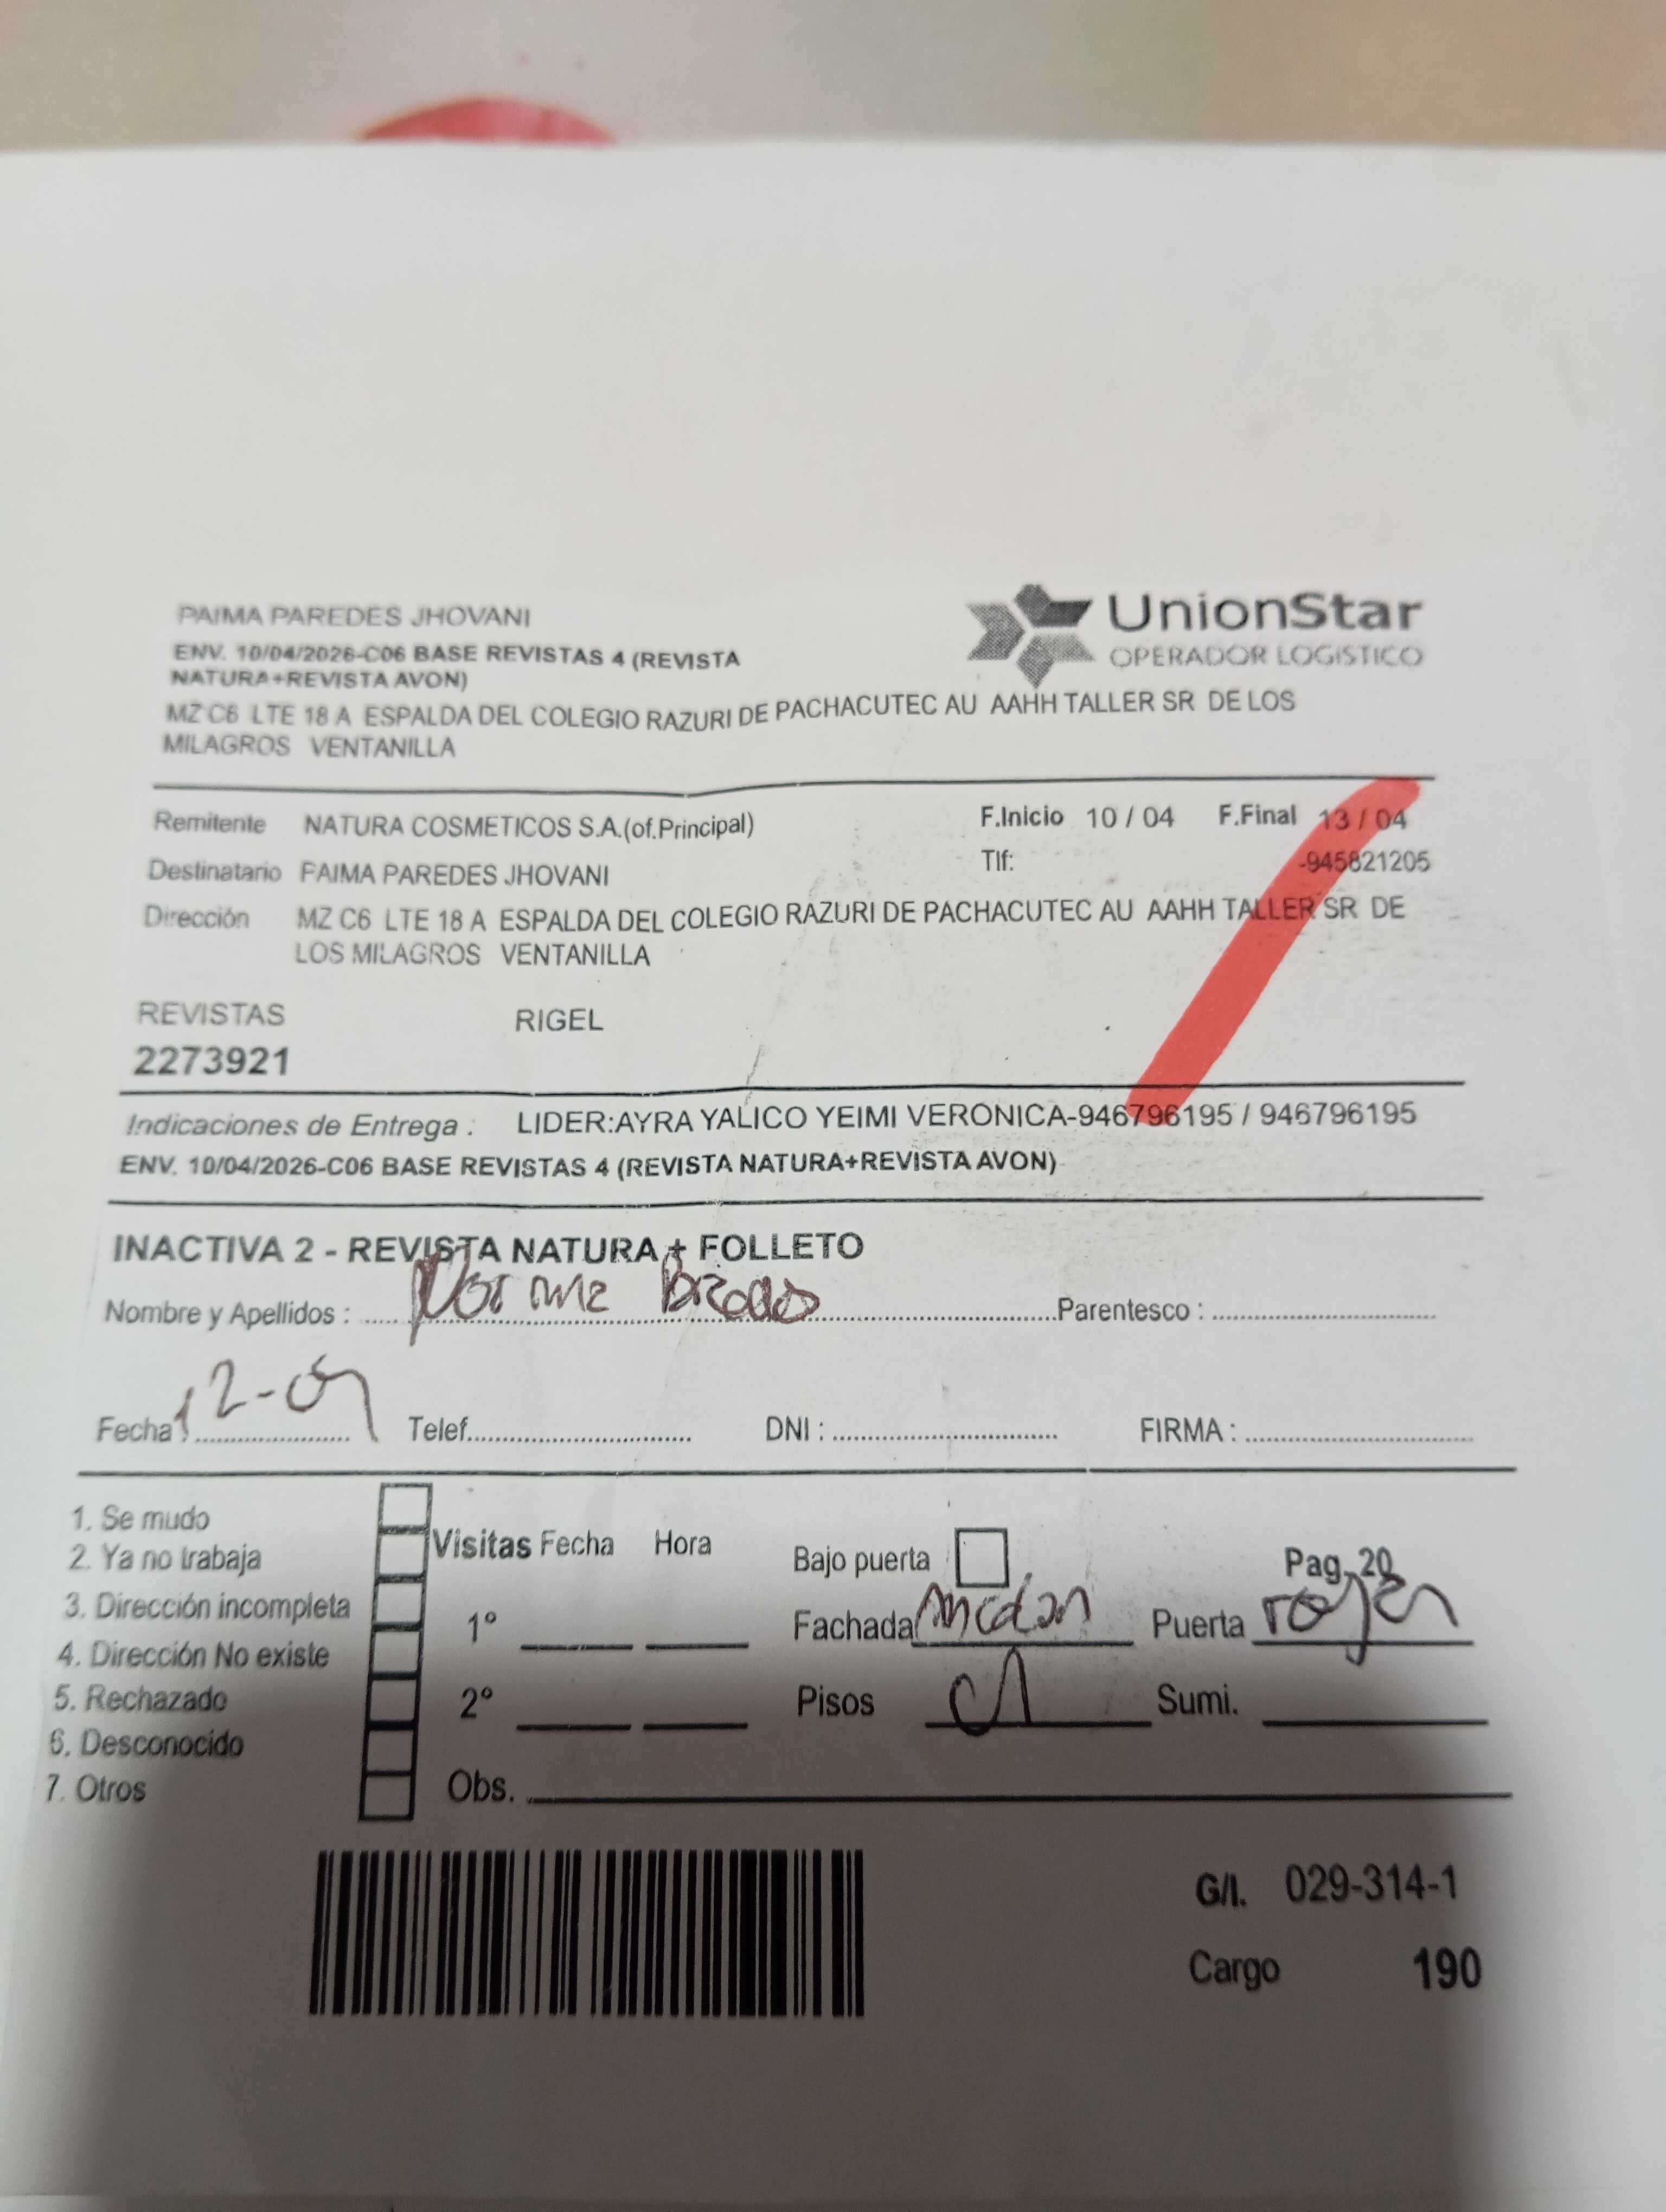 PAIMA PAREDES JHOVANI
ENV. 10/04/2026-C06 BASE REVISTAS 4 (REVISTA
NATURA+REVISTA AVON)
MZ C6 LTE 18 A ESPALDA DEL COLEGIO RAZURI DE PACHACUTEC AU AAHH TALLER SR DE LOS
MILAGROS VENTANILLA
UnionStar
OPERADOR LOGISTICO
Remitente NATURA COSMETICOS S.A.(of.Principal) F.Inicio 10 / 04 F.Final 13 / 04
Destinatario PAIMA PAREDES JHOVANI Tlf: -945821205
Dirección MZ C6 LTE 18 A ESPALDA DEL COLEGIO RAZURI DE PACHACUTEC AU AAHH TALLER SR DE
LOS MILAGROS VENTANILLA
REVISTAS RIGEL
2273921
Indicaciones de Entrega : LIDER:AYRA YALICO YEIMI VERONICA-946796195 / 946796195
ENV. 10/04/2026-C06 BASE REVISTAS 4 (REVISTA NATURA+REVISTA AVON)
INACTIVA 2 - REVISTA NATURA + FOLLETO
Nombre y Apellidos : Parentesco :
Fecha : 12-04 Telef. DNI : FIRMA :
1. Se mudo
2. Ya no trabaja
3. Dirección incompleta
4. Dirección No existe
5. Rechazado
6. Desconocido
7. Otros
Visitas Fecha Hora
1°
2°
Obs.
Bajo puerta Pag. 20
Fachada Puerta
Pisos Sumi.
G/I. 029-314-1
Cargo 190